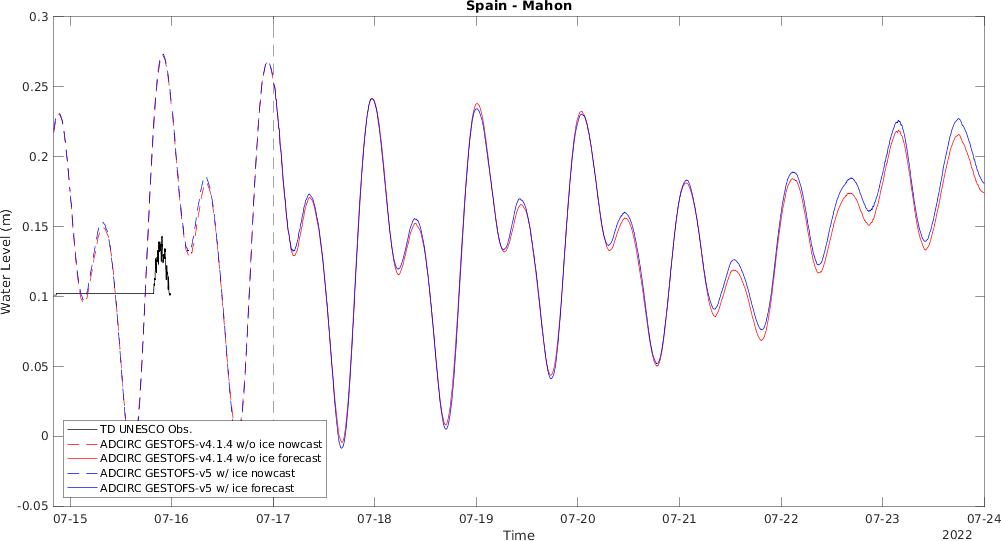 Spain - Mahon
Water Level (m)
0.3
0.25
0.2
0.15
0.1
0.05
0
-0.05
TD UNESCO Obs.
ADCIRC GESTOFS-v4.1.4 w/o ice nowcast
ADCIRC GESTOFS-v4.1.4 w/o ice forecast
ADCIRC GESTOFS-v5 w/ ice nowcast
ADCIRC GESTOFS-v5 w/ ice forecast
07-15 07-16 07-17 07-18 07-19 07-20 07-21 07-22 07-23 07-24
Time
2022